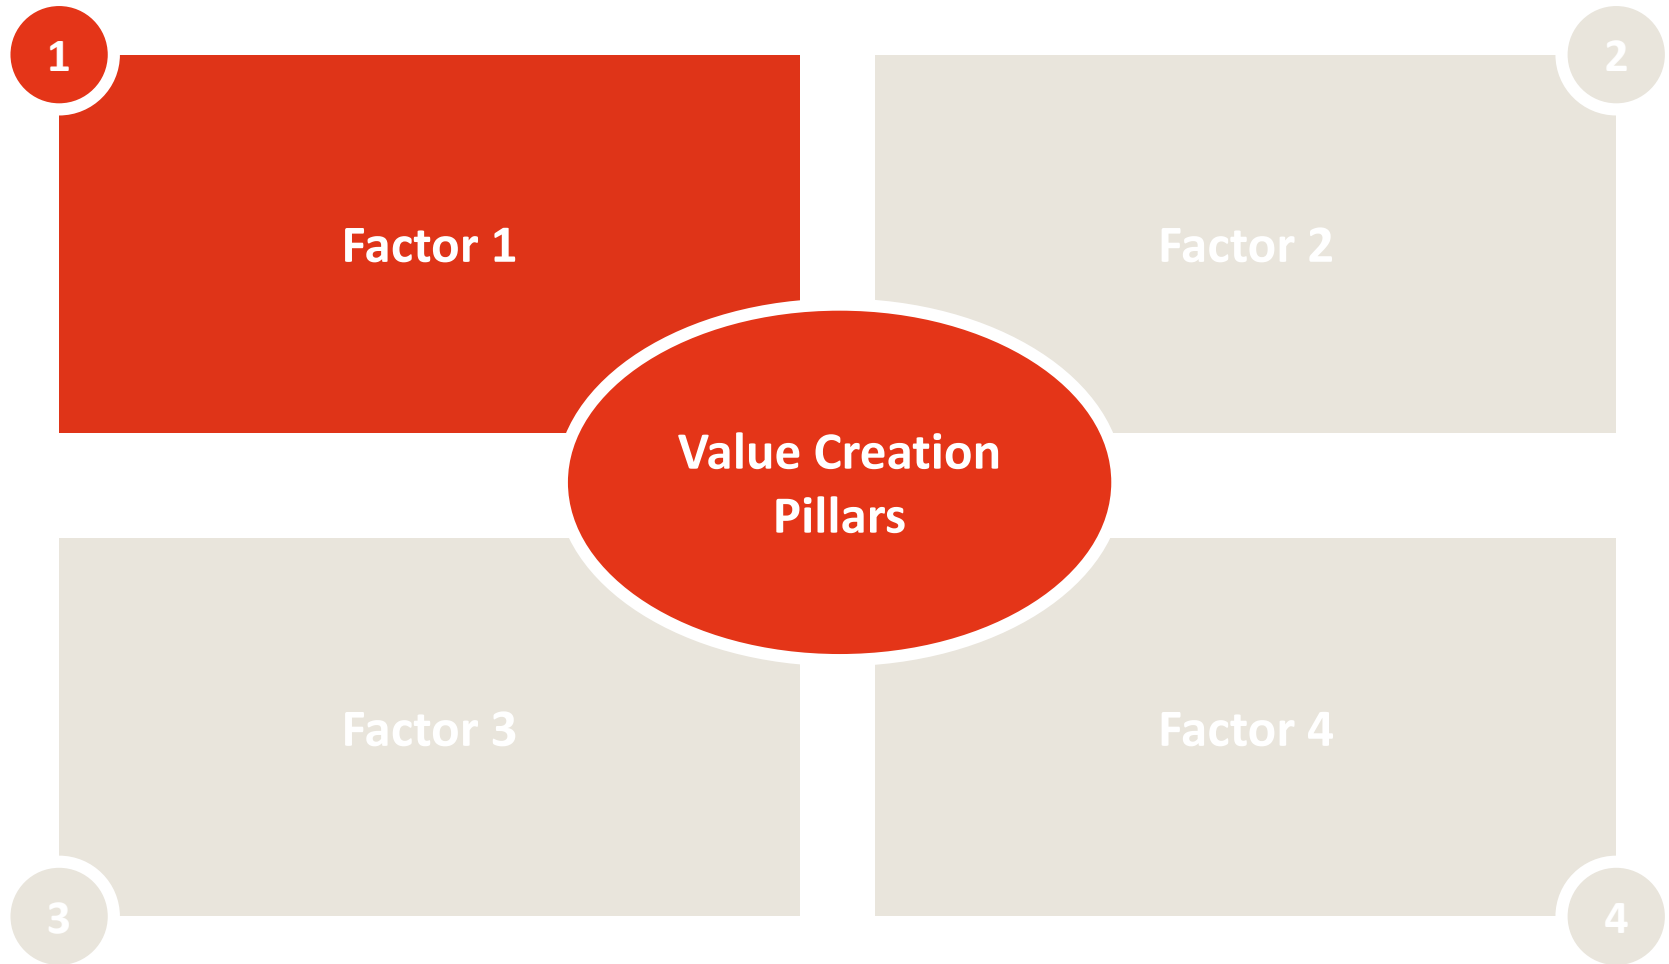 1
2
Factor 1
Factor 2
Value Creation
Pillars
Factor 3
Factor 4
3
4